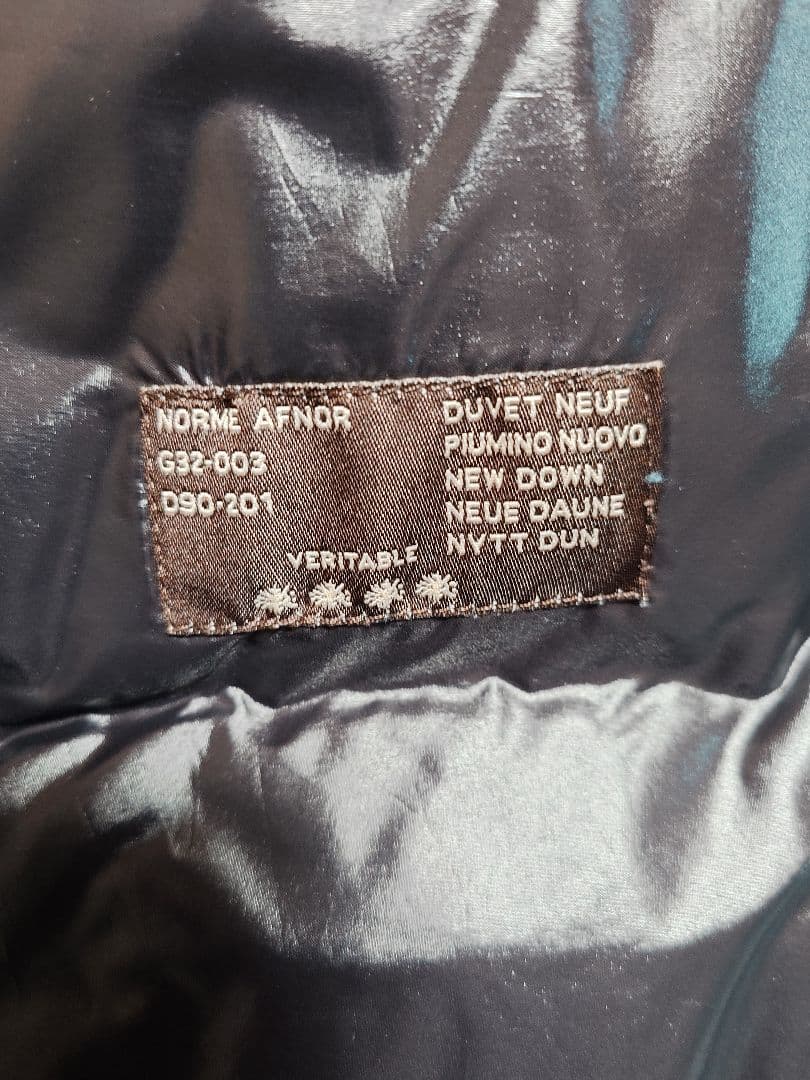 NORME AFNOR
G32-003
D90-201
DUVET NEUF
PIUMINO NUOVO
NEW DOWN
NEUE DAUNE
NYTT DUN
VERITABLE